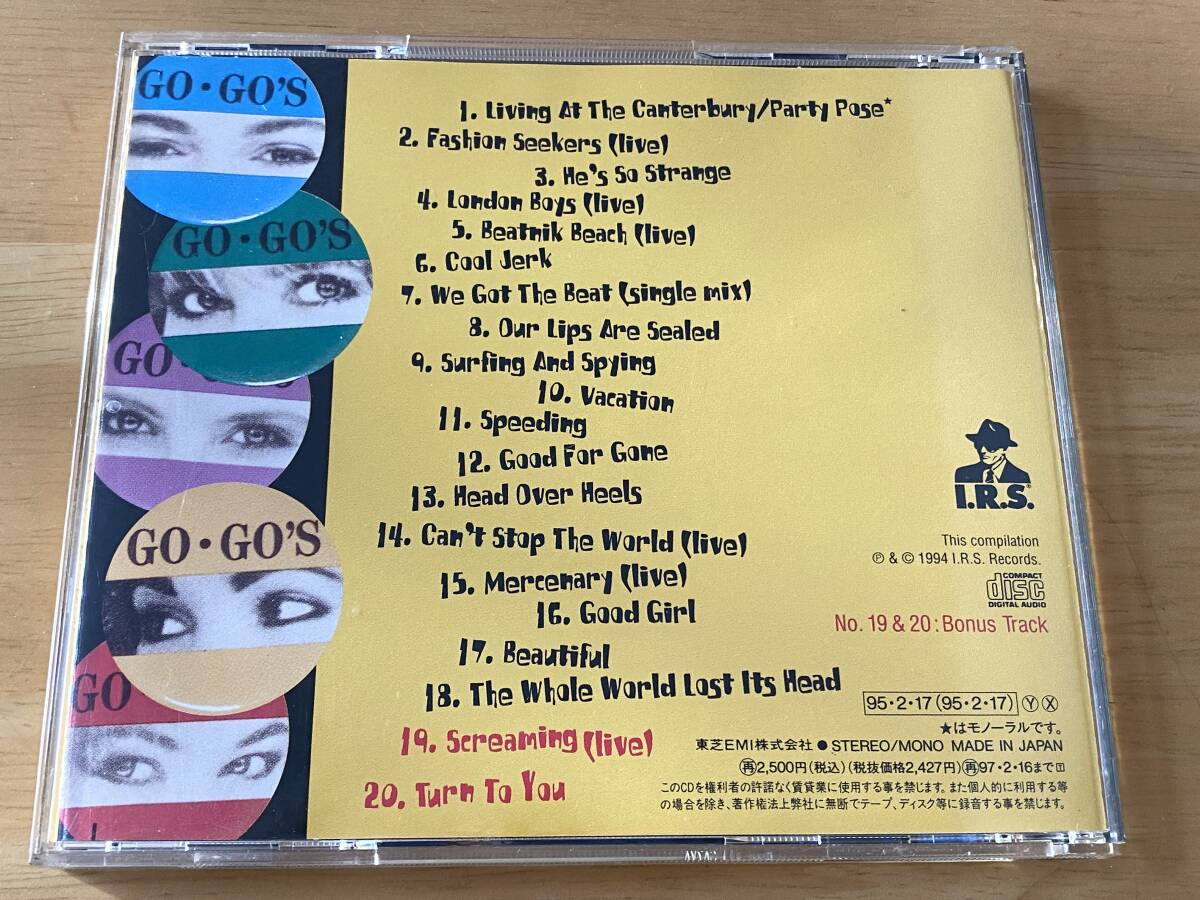 GO•GO'S
GO•GO'S
GO•
GO•GO'S
GO
1. Living At The Canterbury/Party Pose*
2. Fashion Seekers (live)
3. He's So Strange
4. London Boys (live)
5. Beatnik Beach (live)
6. Cool Jerk
7. We Got The Beat (single mix)
8. Our Lips Are Sealed
9. Surfing And Spying
10. Vacation
11. Speeding
12. Good For Gone
13. Head Over Heels
14. Can't Stop The World (live)
15. Mercenary (live)
16. Good Girl
17. Beautiful
18. The Whole World Lost Its Head
19. Screaming (live)
20. Turn To You
I.R.S.®
This compilation
℗ & © 1994 I.R.S. Records.
COMPACT
disc
DIGITAL AUDIO
No. 19 & 20 : Bonus Track
95・2・17 (95・2・17) Ⓨ Ⓧ
★はモノーラルです。
東芝EMI株式会社 ● STEREO/MONO MADE IN JAPAN
㊢2,500円(税込)(税抜価格2,427円)㊢97・2・16まで
このCDを権利者の許諾なく賃貸業に使用する事を禁じます。また個人的に利用する等
の場合を除き、著作権法上弊社に無断でテープ、ディスク等に録音する事を禁じます。